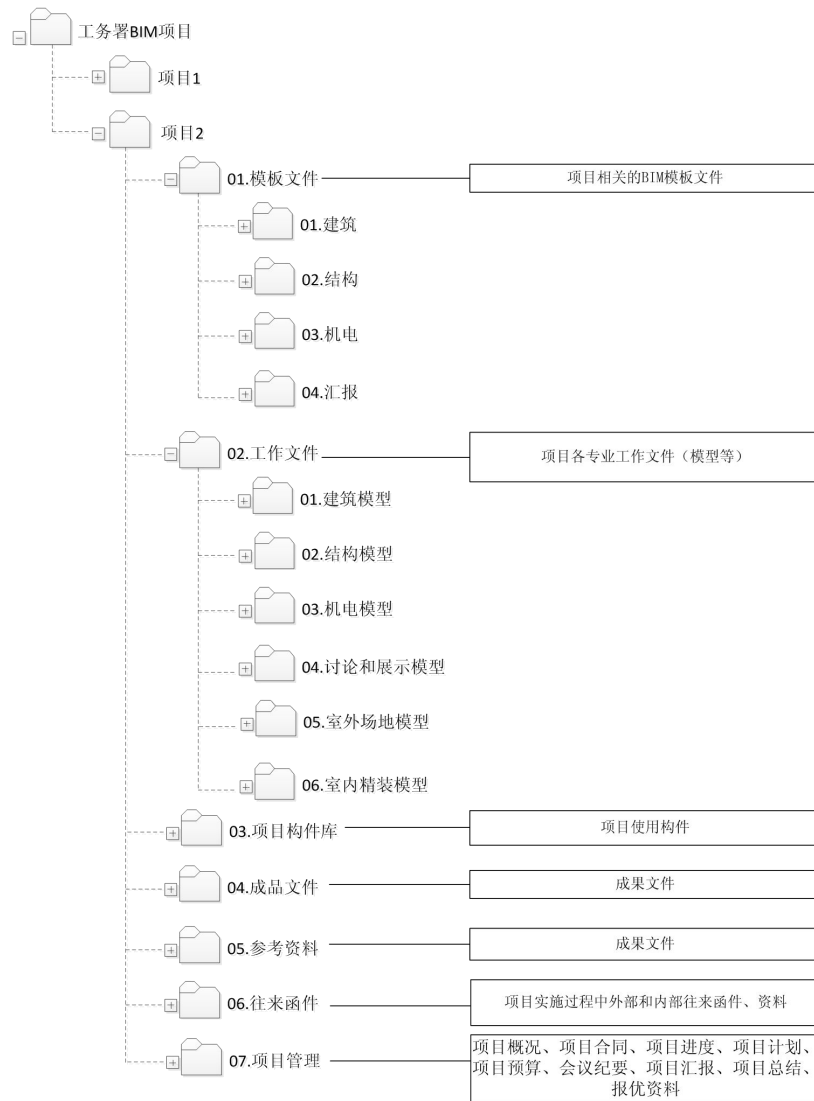 工务署BIM项目
项目1
项目2
01.模板文件
项目相关的BIM模板文件
01.建筑
02.结构
03.机电
04.汇报
02.工作文件
项目各专业工作文件（模型等）
01.建筑模型
02.结构模型
03.机电模型
04.讨论和展示模型
05.室外场地模型
06.室内精装模型
03.项目构件库
项目使用构件
04.成品文件
成果文件
05.参考资料
成果文件
06.往来函件
项目实施过程中外部和内部往来函件、资料
07.项目管理
项目概况、项目合同、项目进度、项目计划、
项目预算、会议纪要、项目汇报、项目总结、
报优资料